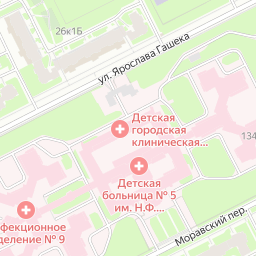 26к1Б
ул. Ярослава Гашека
Детская
городская
клиническая...
134
Детская
больница № 5
им. Н.Ф....
фекционное
деление № 9
Моравский пер.